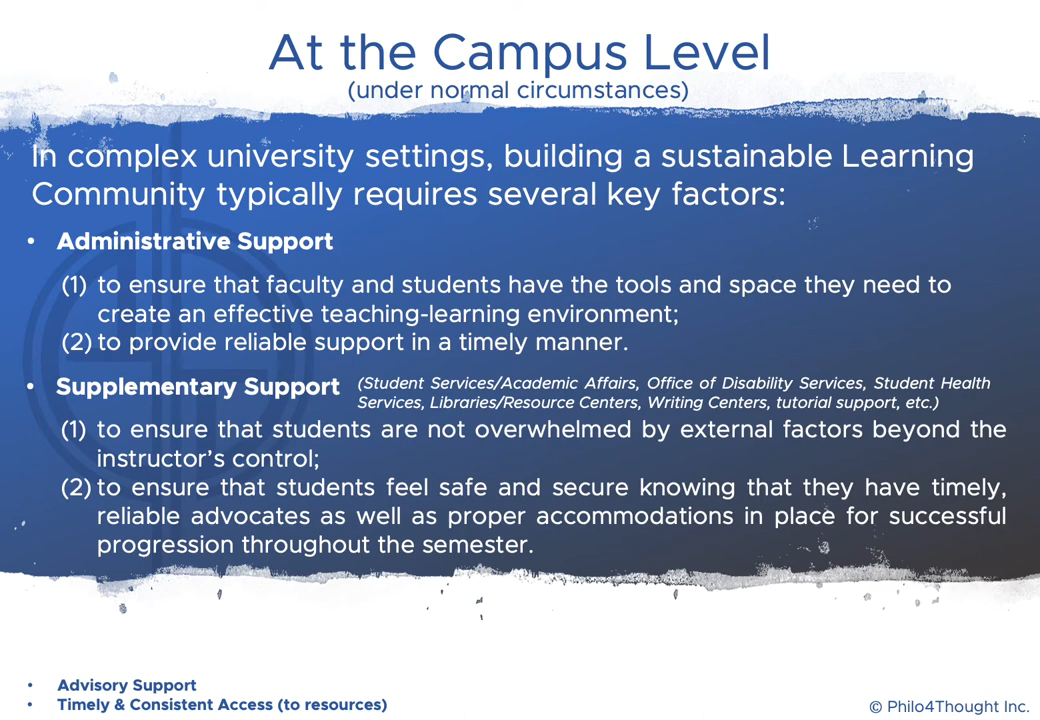 At the Campus Level
(under normal circumstances)
In complex university settings, building a sustainable Learning
Community typically requires several key factors:
• Administrative Support
(1) to ensure that faculty and students have the tools and space they need to
create an effective teaching-learning environment;
(2) to provide reliable support in a timely manner.
• Supplementary Support (Student Services/Academic Affairs, Office of Disability Services, Student Health
Services, Libraries/Resource Centers, Writing Centers, tutorial support, etc.)
(1) to ensure that students are not overwhelmed by external factors beyond the
instructor’s control;
(2) to ensure that students feel safe and secure knowing that they have timely,
reliable advocates as well as proper accommodations in place for successful
progression throughout the semester.
• Advisory Support
• Timely & Consistent Access (to resources)
© Philo4Thought Inc.